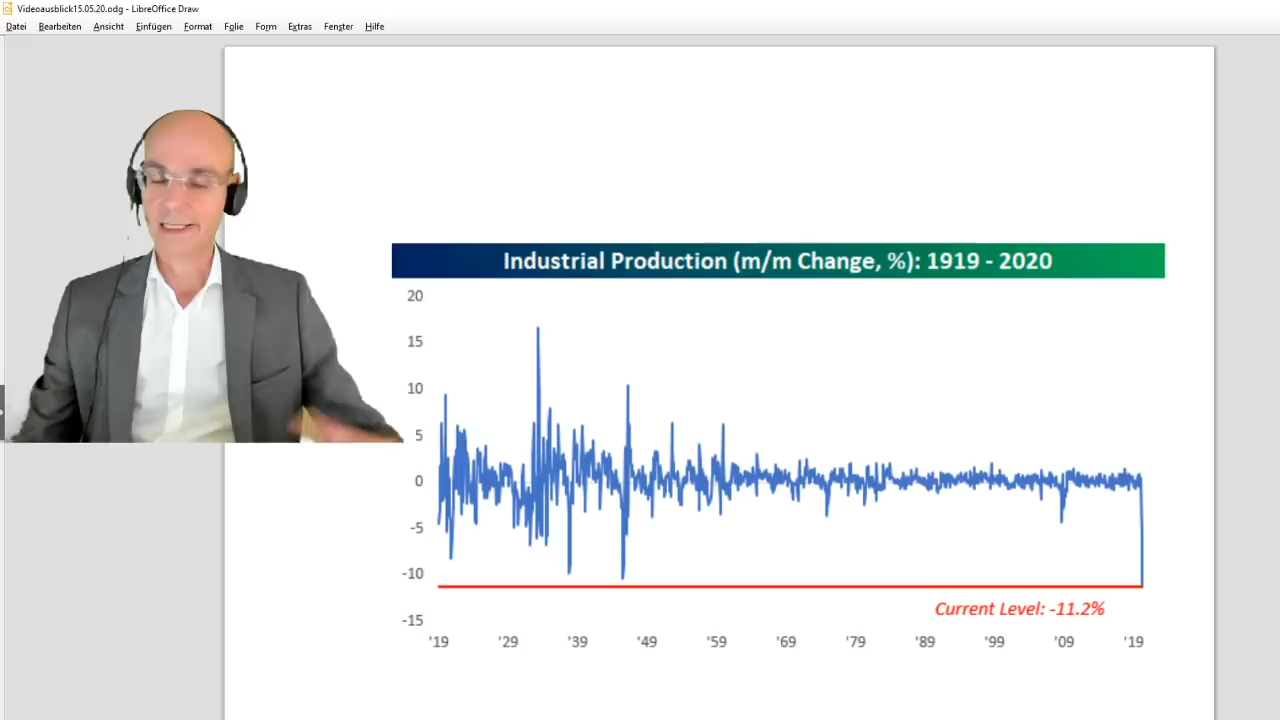 Videoausblick15.05.20.odg - LibreOffice Draw
Datei Bearbeiten Ansicht Einfügen Format Folie Form Extras Fenster Hilfe
Industrial Production (m/m Change, %): 1919 - 2020
20
15
10
5
0
-5
-10
-15
Current Level: -11.2%
'19 '29 '39 '49 '59 '69 '79 '89 '99 '09 '19